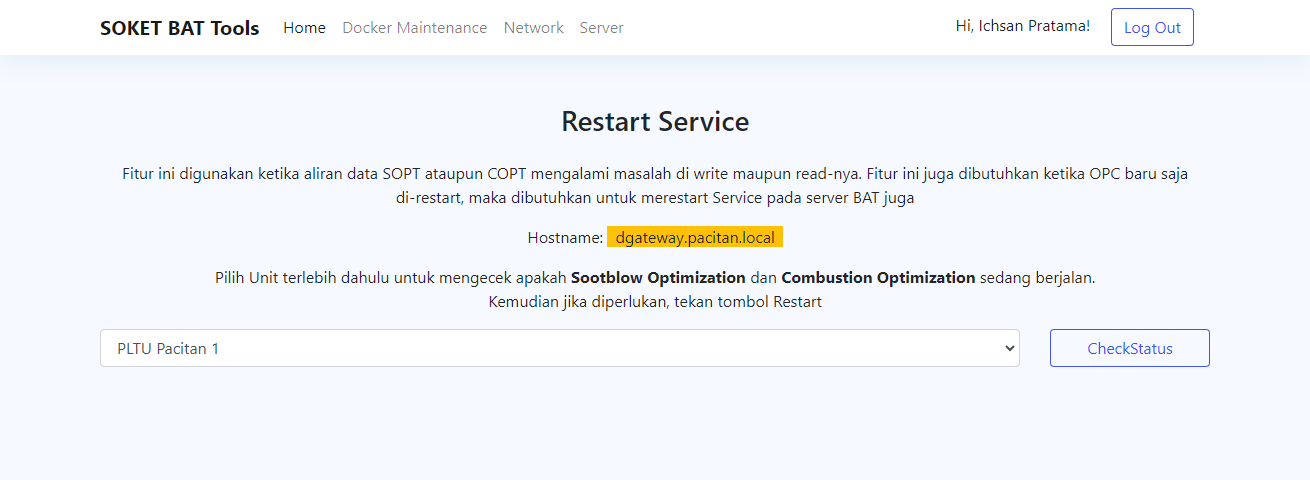 SOKET BAT Tools Home Docker Maintenance Network Server Hi, Ichsan Pratama! Log Out
Restart Service
Fitur ini digunakan ketika aliran data SOPT ataupun COPT mengalami masalah di write maupun read-nya. Fitur ini juga dibutuhkan ketika OPC baru saja
di-restart, maka dibutuhkan untuk merestart Service pada server BAT juga
Hostname: dgateway.pacitan.local
Pilih Unit terlebih dahulu untuk mengecek apakah Sootblow Optimization dan Combustion Optimization sedang berjalan.
Kemudian jika diperlukan, tekan tombol Restart
PLTU Pacitan 1 CheckStatus